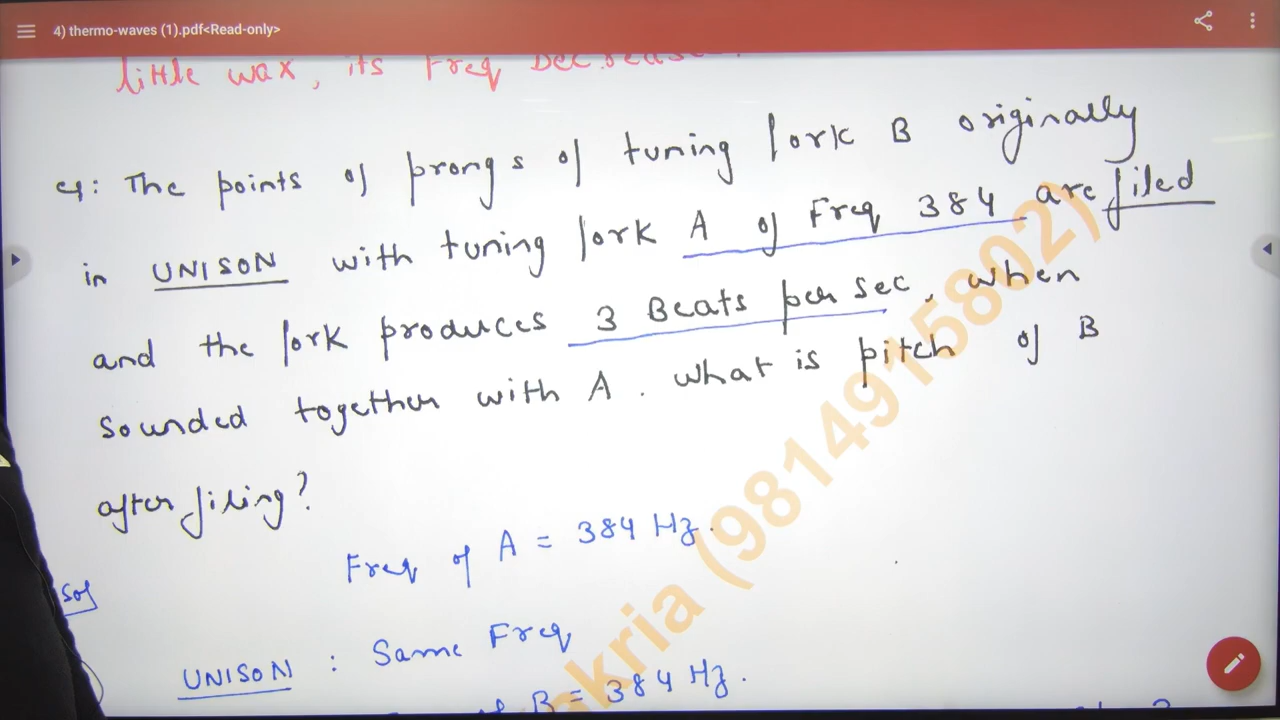 4) thermo-waves (1).pdf<Read-only>
little wax, its Freq Decrease
Q: The points of prongs of tuning fork B originally
in UNISON with tuning fork A of Freq 384 are filed
and the fork produces 3 Beats per sec, when
sounded together with A. What is pitch of B
after filing?
Freq of A = 384 Hz.
Sol
UNISON : Same Freq
of B = 384 Hz.
kria (9814915802)